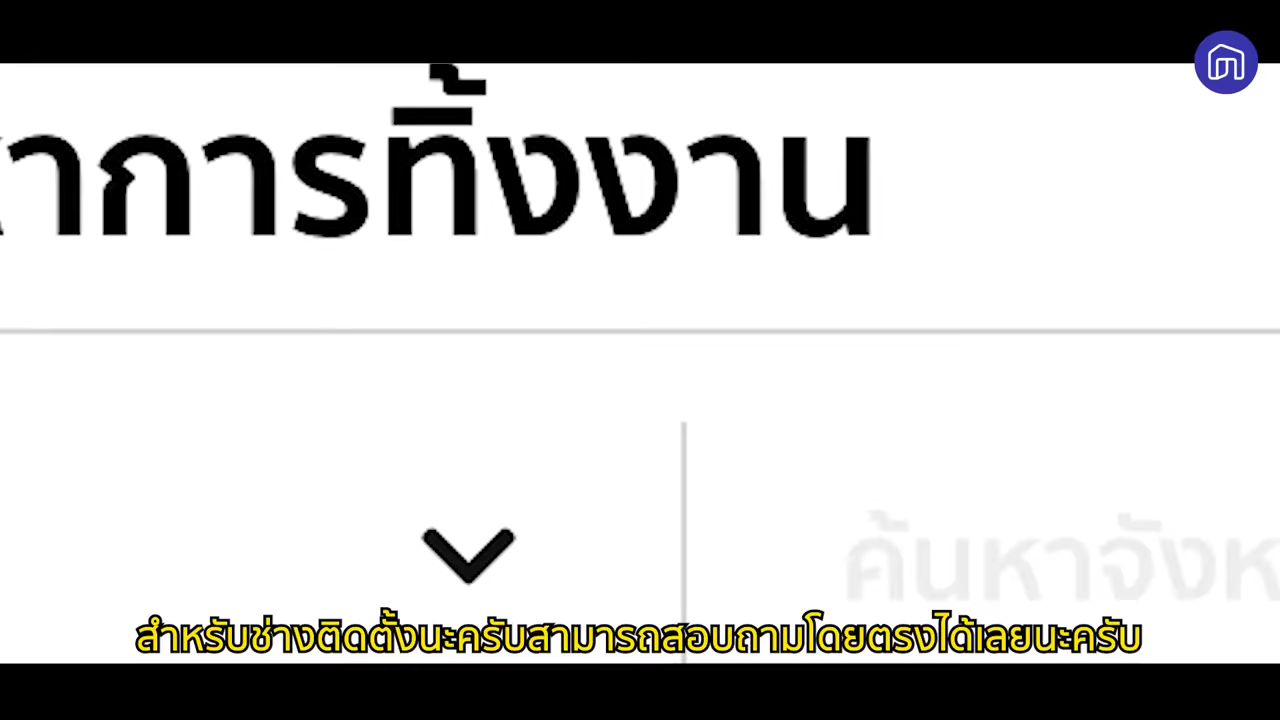 าการทิ้งงาน
ค้นหาจังห
สำหรับช่างติดตั้งนะครับสามารถสอบถามโดยตรงได้เลยนะครับ